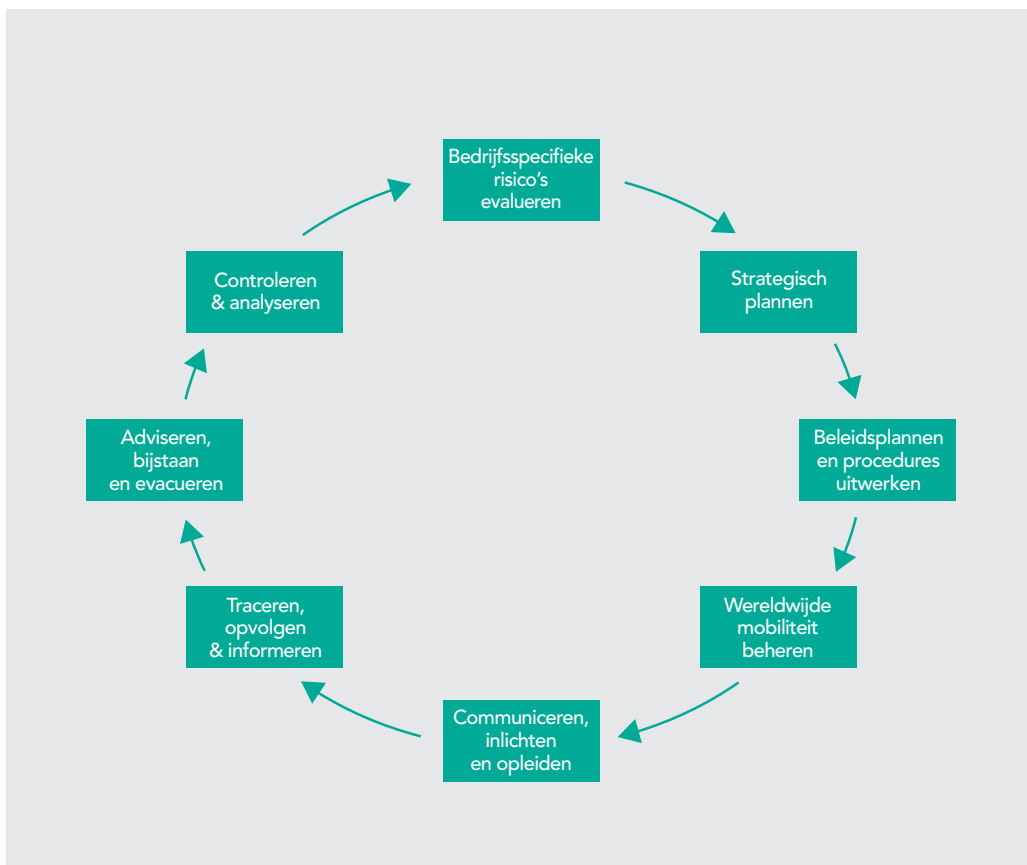 Bedrijfsspecifieke
risico's
evalueren
Strategisch
plannen
Beleidsplannen
en procedures
uitwerken
Wereldwijde
mobiliteit
beheren
Communiceren,
inlichten
en opleiden
Traceren,
opvolgen
& informeren
Adviseren,
bijstaan
en evacueren
Controleren
& analyseren